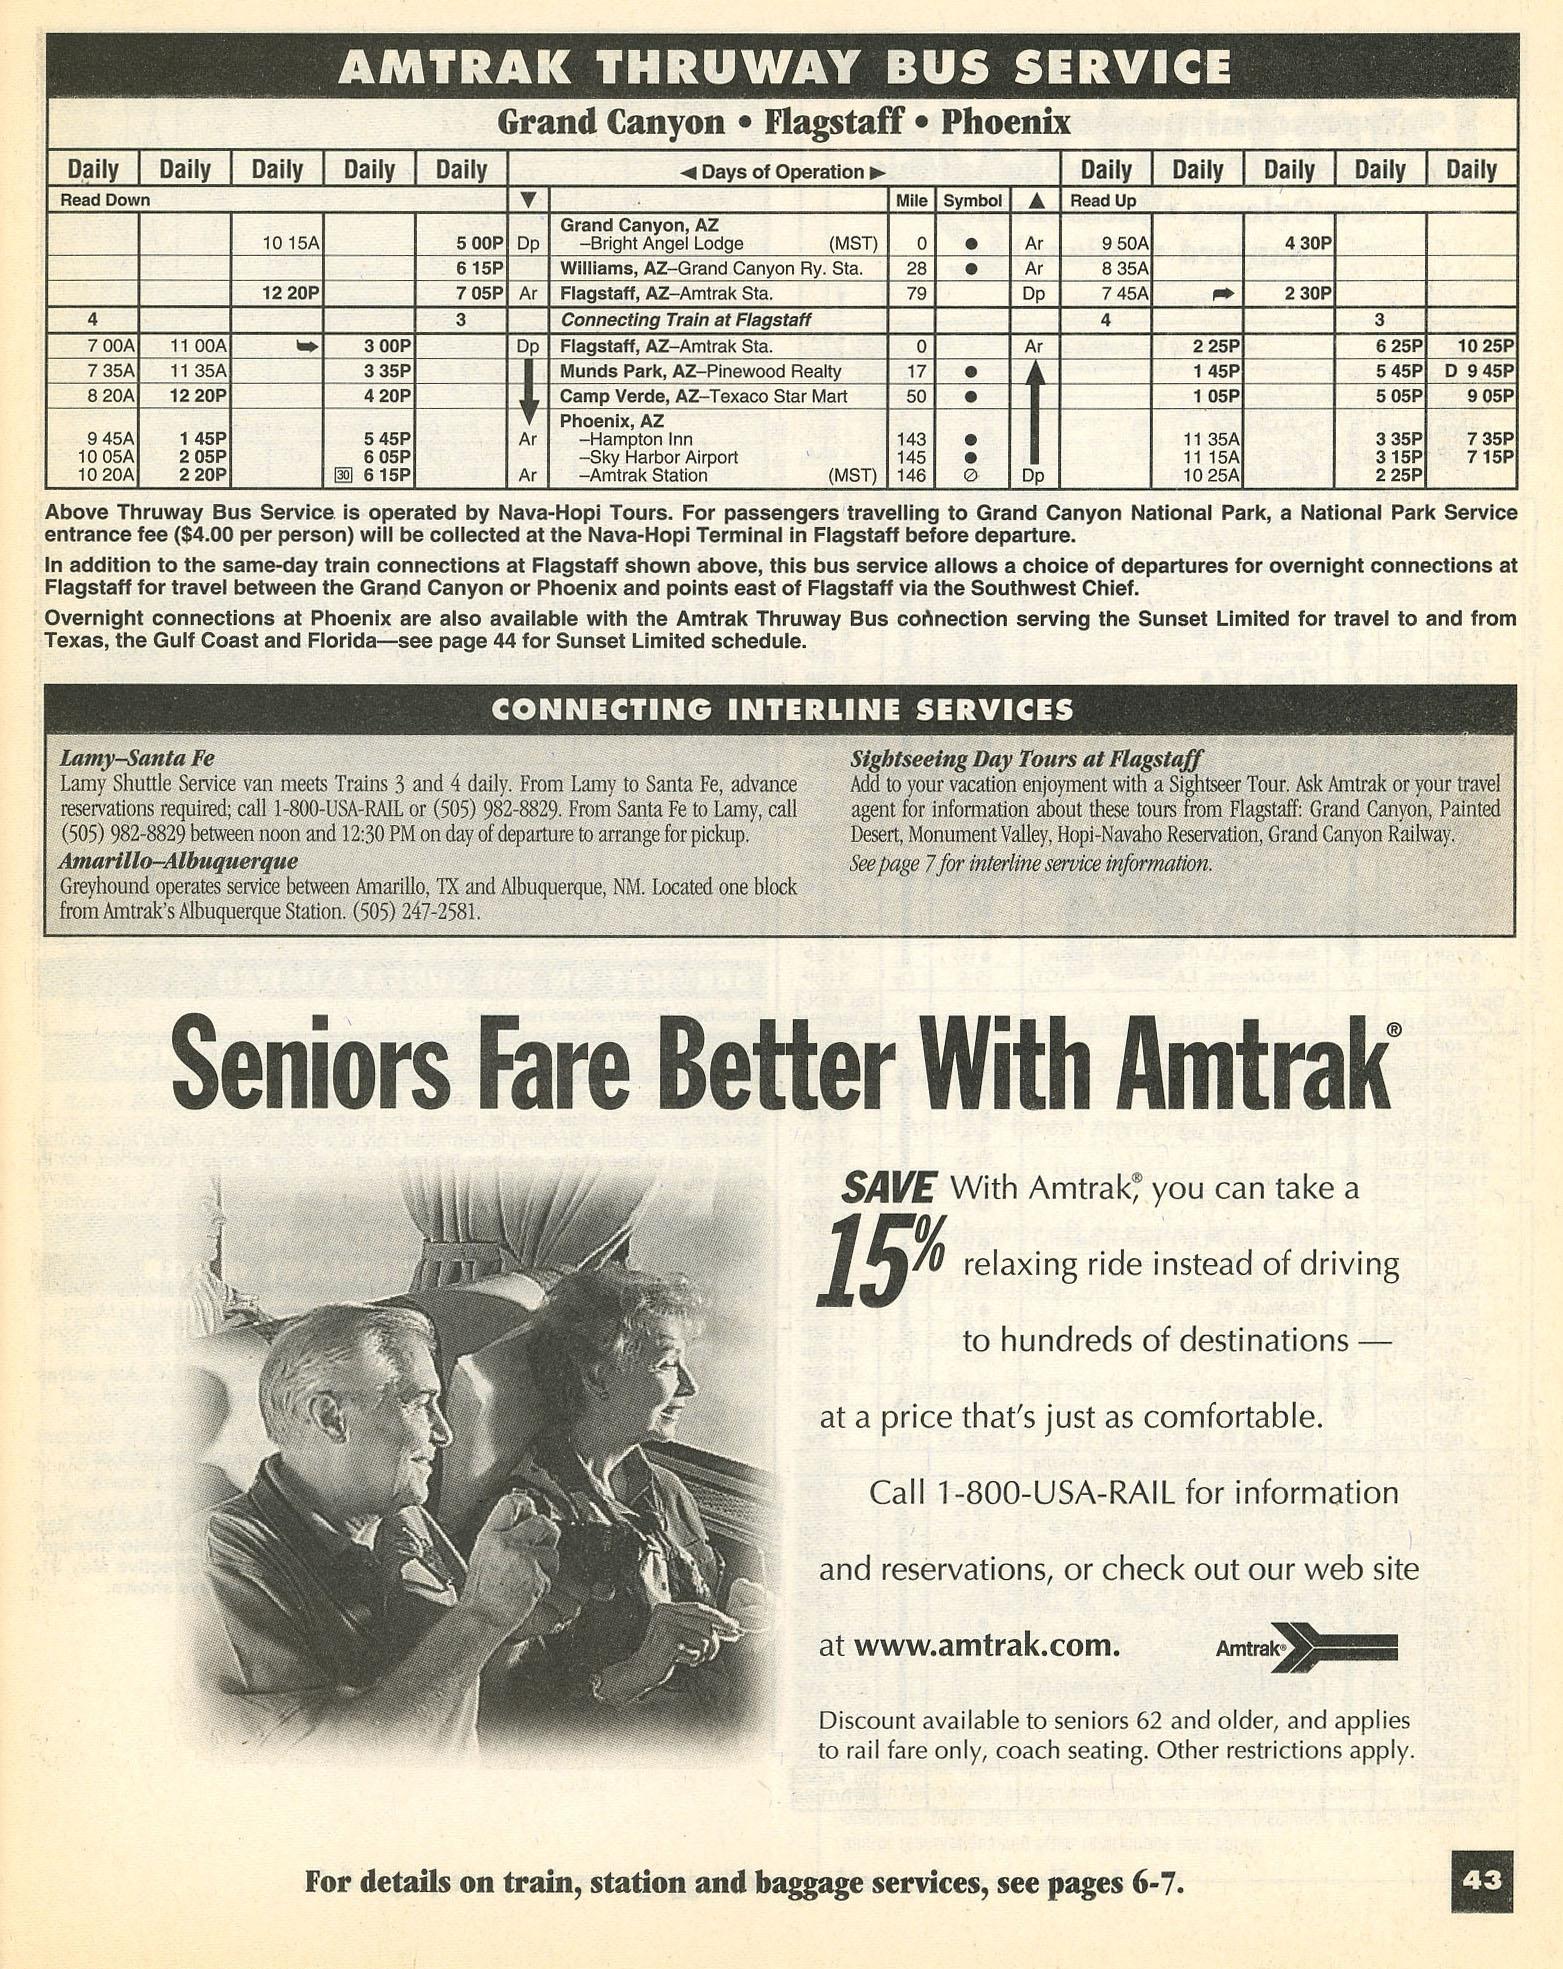 AMTRAK THRUWAY BUS SERVICE
Grand Canyon • Flagstaff • Phoenix
Daily Daily Daily Daily Daily ◄ Days of Operation ► Daily Daily Daily Daily Daily
Read Down ▼ Mile Symbol ▲ Read Up
Grand Canyon, AZ
10 15A 5 00P Dp –Bright Angel Lodge (MST) 0 ● Ar 9 50A 4 30P
6 15P Williams, AZ–Grand Canyon Ry. Sta. 28 ● Ar 8 35A
12 20P 7 05P Ar Flagstaff, AZ–Amtrak Sta. 79 Dp 7 45A 2 30P
4 3 Connecting Train at Flagstaff 4 3
7 00A 11 00A 3 00P Dp Flagstaff, AZ–Amtrak Sta. 0 Ar 2 25P 6 25P 10 25P
7 35A 11 35A 3 35P Munds Park, AZ–Pinewood Realty 17 ● 1 45P 5 45P D 9 45P
8 20A 12 20P 4 20P Camp Verde, AZ–Texaco Star Mart 50 ● 1 05P 5 05P 9 05P
Phoenix, AZ
9 45A 1 45P 5 45P Ar –Hampton Inn 143 ● 11 35A 3 35P 7 35P
10 05A 2 05P 6 05P –Sky Harbor Airport 145 ● 11 15A 3 15P 7 15P
10 20A 2 20P 30 6 15P Ar –Amtrak Station (MST) 146 ∅ Dp 10 25A 2 25P
Above Thruway Bus Service is operated by Nava-Hopi Tours. For passengers travelling to Grand Canyon National Park, a National Park Service
entrance fee ($4.00 per person) will be collected at the Nava-Hopi Terminal in Flagstaff before departure.
In addition to the same-day train connections at Flagstaff shown above, this bus service allows a choice of departures for overnight connections at
Flagstaff for travel between the Grand Canyon or Phoenix and points east of Flagstaff via the Southwest Chief.
Overnight connections at Phoenix are also available with the Amtrak Thruway Bus connection serving the Sunset Limited for travel to and from
Texas, the Gulf Coast and Florida—see page 44 for Sunset Limited schedule.
CONNECTING INTERLINE SERVICES
Lamy–Santa Fe
Lamy Shuttle Service van meets Trains 3 and 4 daily. From Lamy to Santa Fe, advance
reservations required; call 1-800-USA-RAIL or (505) 982-8829. From Santa Fe to Lamy, call
(505) 982-8829 between noon and 12:30 PM on day of departure to arrange for pickup.
Amarillo–Albuquerque
Greyhound operates service between Amarillo, TX and Albuquerque, NM. Located one block
from Amtrak's Albuquerque Station. (505) 247-2581.
Sightseeing Day Tours at Flagstaff
Add to your vacation enjoyment with a Sightseer Tour. Ask Amtrak or your travel
agent for information about these tours from Flagstaff: Grand Canyon, Painted
Desert, Monument Valley, Hopi-Navaho Reservation, Grand Canyon Railway.
See page 7 for interline service information.
Seniors Fare Better With Amtrak®
SAVE 15% With Amtrak®, you can take a
relaxing ride instead of driving
to hundreds of destinations —
at a price that's just as comfortable.
Call 1-800-USA-RAIL for information
and reservations, or check out our web site
at www.amtrak.com. Amtrak®
Discount available to seniors 62 and older, and applies
to rail fare only, coach seating. Other restrictions apply.
For details on train, station and baggage services, see pages 6-7.
43